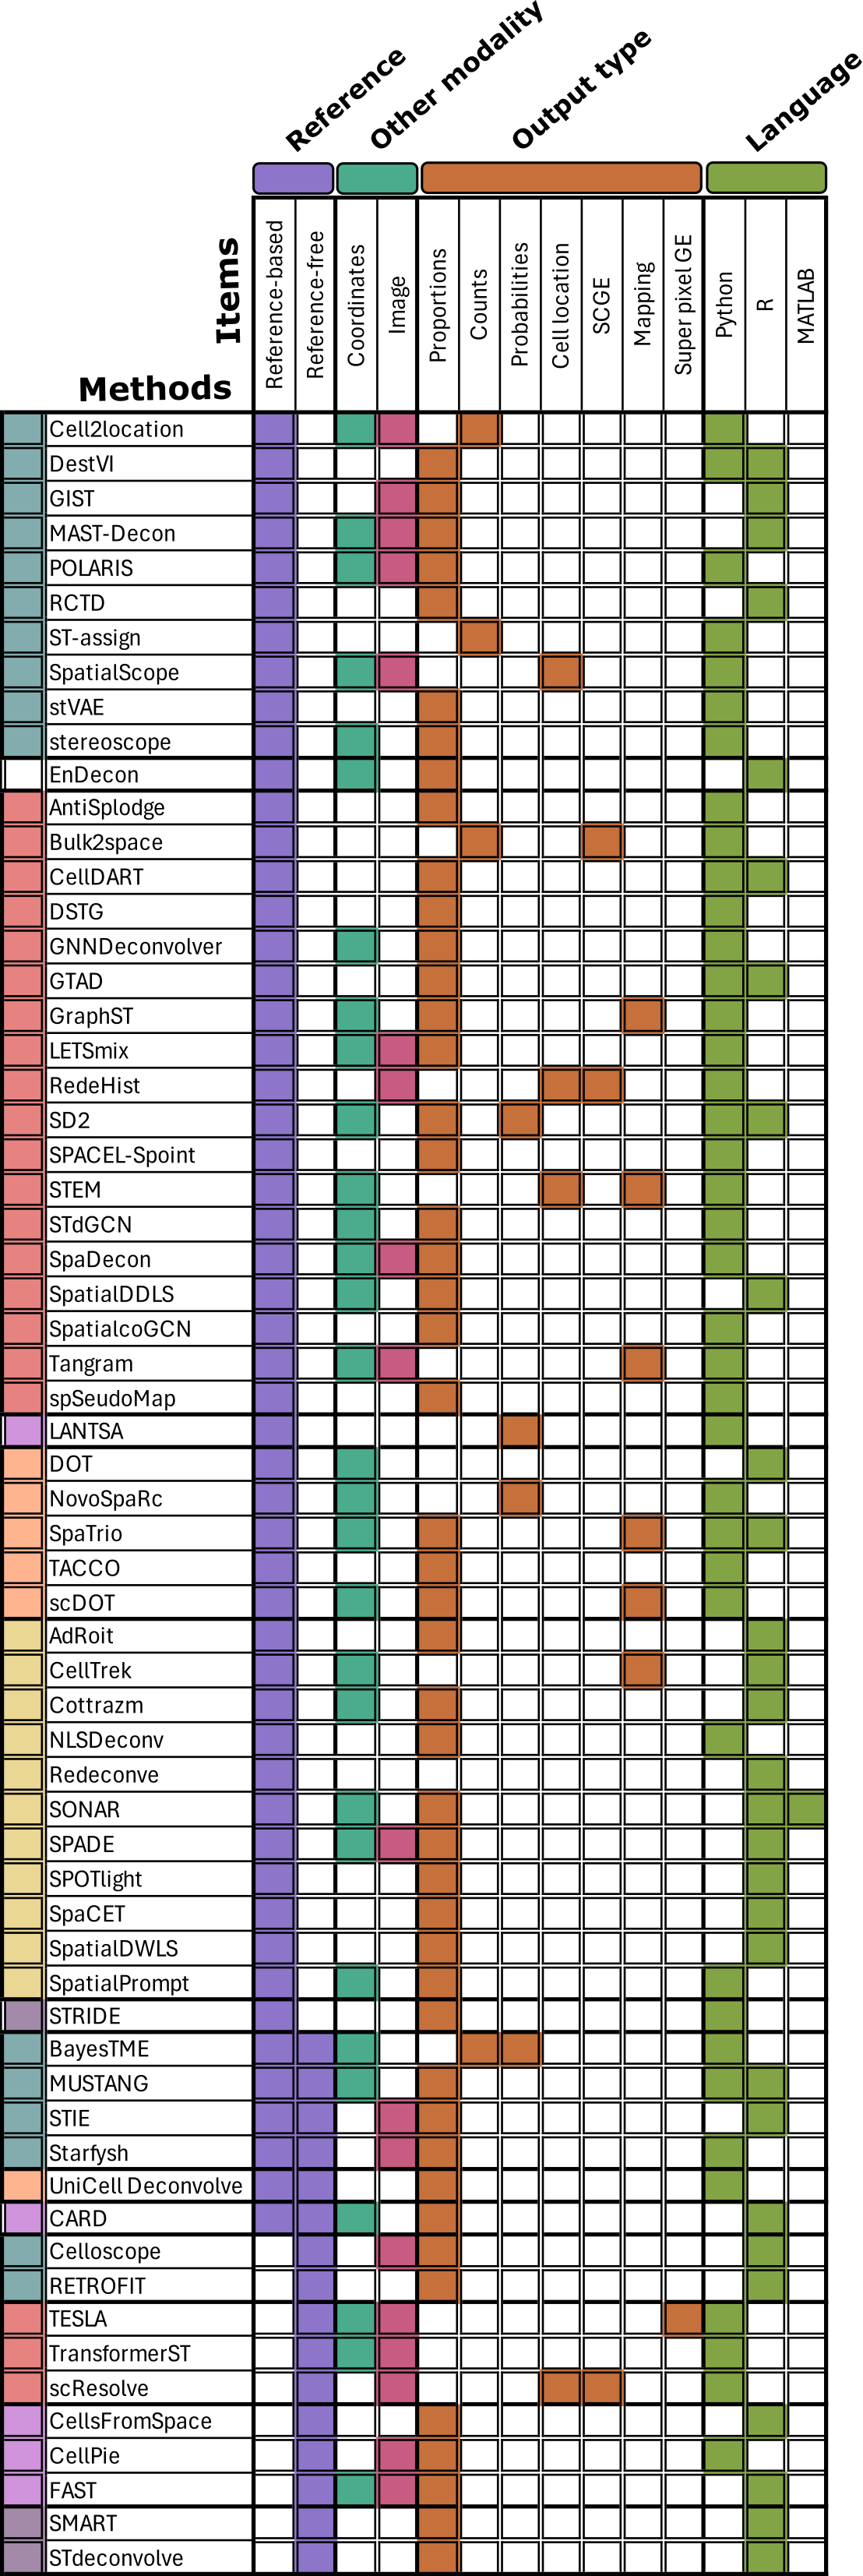 Reference
Other modality
Output type
Language
Items
Reference-based
Reference-free
Coordinates
Image
Proportions
Counts
Probabilities
Cell location
SCGE
Mapping
Super pixel GE
Python
R
MATLAB
Methods
Cell2location
DestVI
GIST
MAST-Decon
POLARIS
RCTD
ST-assign
SpatialScope
stVAE
stereoscope
EnDecon
AntiSplodge
Bulk2space
CellDART
DSTG
GNNDeconvolver
GTAD
GraphST
LETSmix
RedeHist
SD2
SPACEL-Spoint
STEM
STdGCN
SpaDecon
SpatialDDLS
SpatialcoGCN
Tangram
spSeudoMap
LANTSA
DOT
NovoSpaRc
SpaTrio
TACCO
scDOT
AdRoit
CellTrek
Cottrazm
NLSDeconv
Redeconve
SONAR
SPADE
SPOTlight
SpaCET
SpatialDWLS
SpatialPrompt
STRIDE
BayesTME
MUSTANG
STIE
Starfysh
UniCell Deconvolve
CARD
Celloscope
RETROFIT
TESLA
TransformerST
scResolve
CellsFromSpace
CellPie
FAST
SMART
STdeconvolve